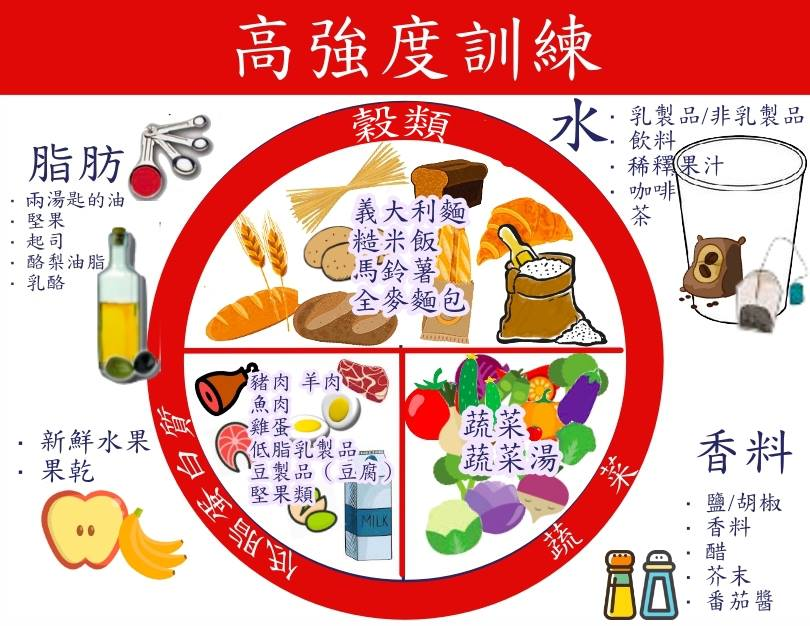 高強度訓練
脂肪
· 兩湯匙的油
· 堅果
· 起司
· 酪梨油脂
· 乳酪
穀類
義大利麵
糙米飯
馬鈴薯
全麥麵包
水
· 乳製品/非乳製品
· 飲料
· 稀釋果汁
· 咖啡
茶
· 新鮮水果
· 果乾
低脂蛋白質
豬肉 羊肉
魚肉
雞蛋
低脂乳製品
豆製品（豆腐）
堅果類
MILK
蔬菜
蔬菜湯
蔬菜
香料
· 鹽/胡椒
· 香料
· 醋
· 芥末
· 番茄醬